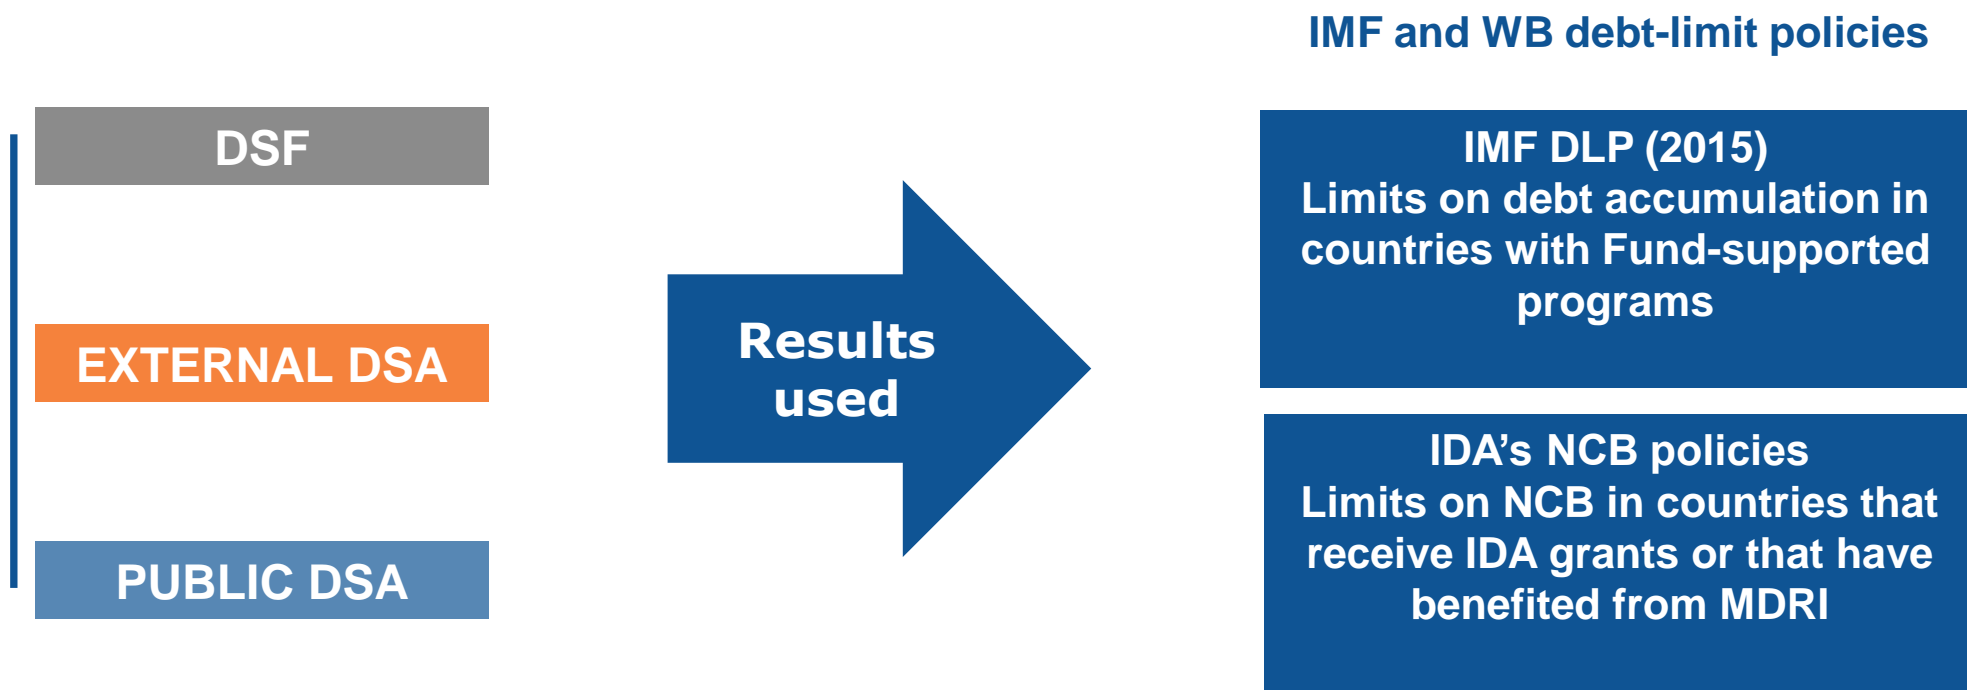 IMF and WB debt-limit policies
DSF
EXTERNAL DSA
PUBLIC DSA
Results
used
IMF DLP (2015)
Limits on debt accumulation in
countries with Fund-supported
programs
IDA’s NCB policies
Limits on NCB in countries that
receive IDA grants or that have
benefited from MDRI